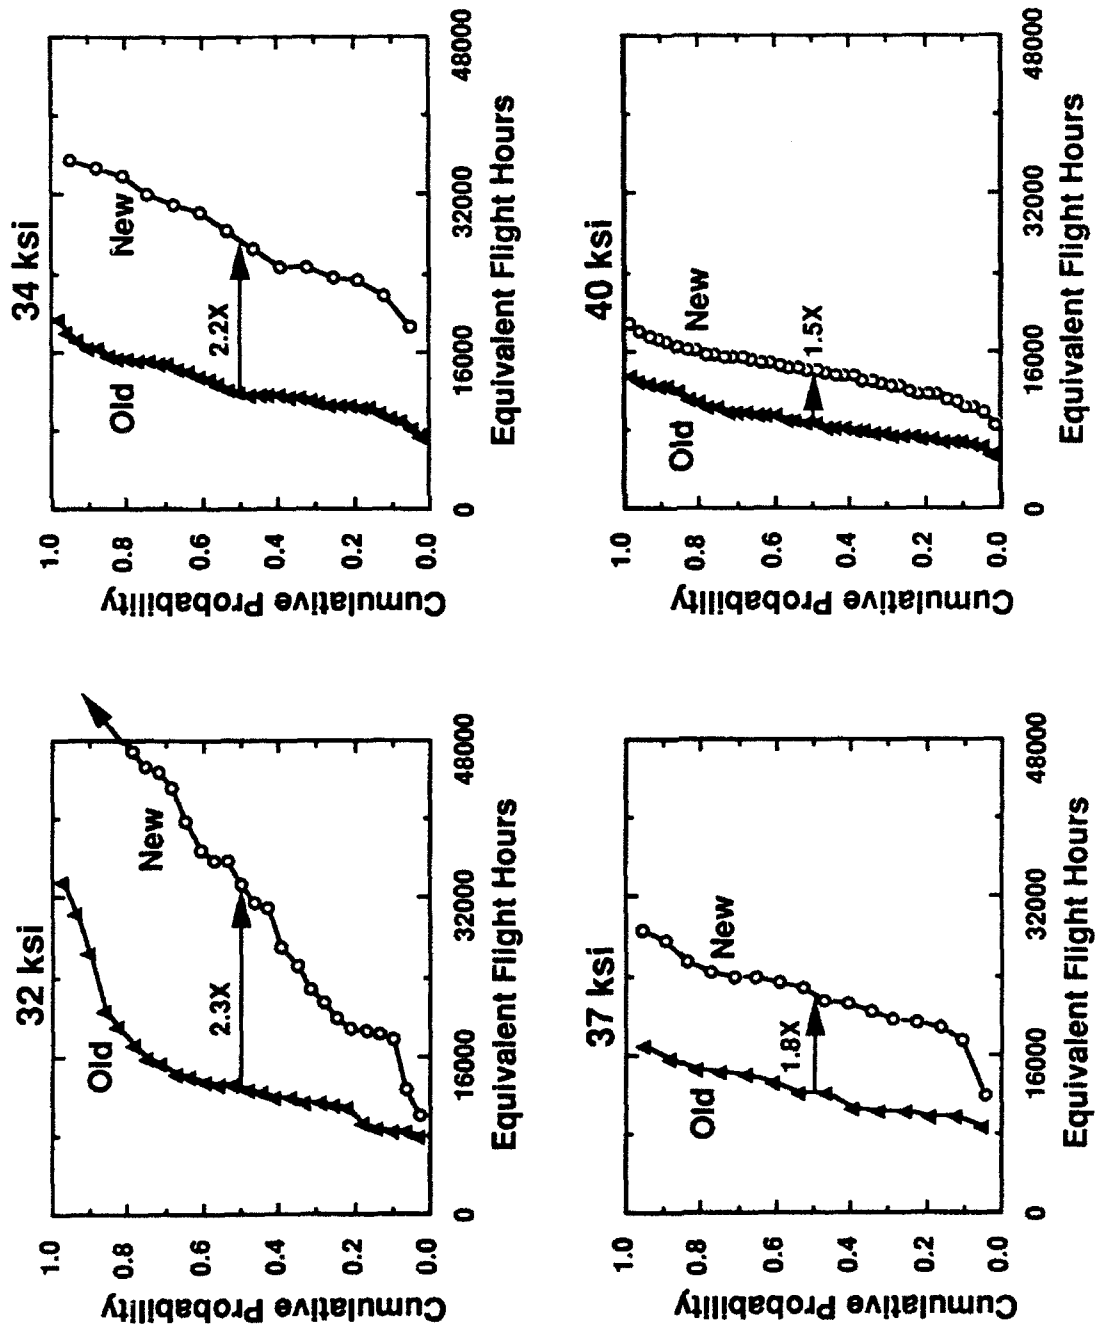 32 ksi
Cumulative Probability
1.0
0.8
0.6
0.4
0.2
0.0
Old
New
2.3X
0 16000 32000 48000
Equivalent Flight Hours
34 ksi
Cumulative Probability
1.0
0.8
0.6
0.4
0.2
0.0
Old
New
2.2X
0 16000 32000 48000
Equivalent Flight Hours
37 ksi
Cumulative Probability
1.0
0.8
0.6
0.4
0.2
0.0
Old
New
1.8X
0 16000 32000 48000
Equivalent Flight Hours
40 ksi
Cumulative Probability
1.0
0.8
0.6
0.4
0.2
0.0
Old
New
1.5X
0 16000 32000 48000
Equivalent Flight Hours